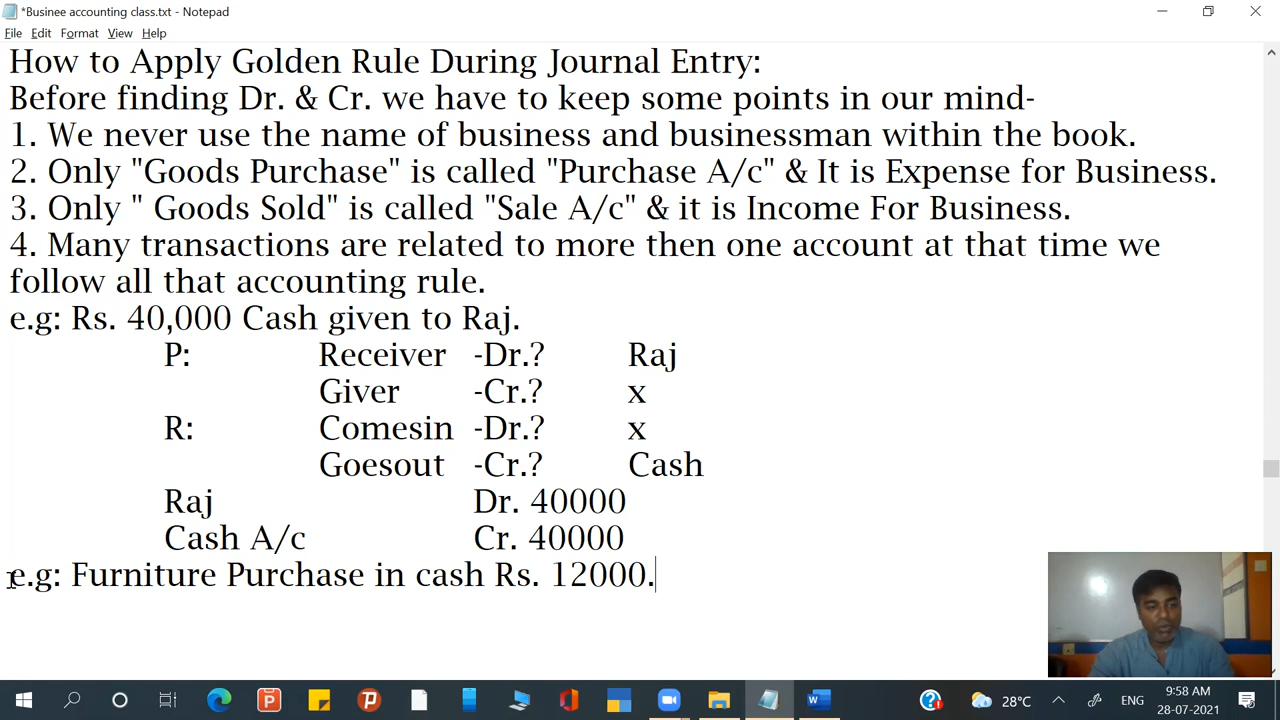 *Businee accounting class.txt - Notepad
File Edit Format View Help
How to Apply Golden Rule During Journal Entry:
Before finding Dr. & Cr. we have to keep some points in our mind-
1. We never use the name of business and businessman within the book.
2. Only "Goods Purchase" is called "Purchase A/c" & It is Expense for Business.
3. Only " Goods Sold" is called "Sale A/c" & it is Income For Business.
4. Many transactions are related to more then one account at that time we
follow all that accounting rule.
e.g: Rs. 40,000 Cash given to Raj.
P: Receiver -Dr.? Raj
Giver -Cr.? x
R: Comesin -Dr.? x
Goesout -Cr.? Cash
Raj Dr. 40000
Cash A/c Cr. 40000
e.g: Furniture Purchase in cash Rs. 12000.
28°C ENG 9:58 AM
28-07-2021